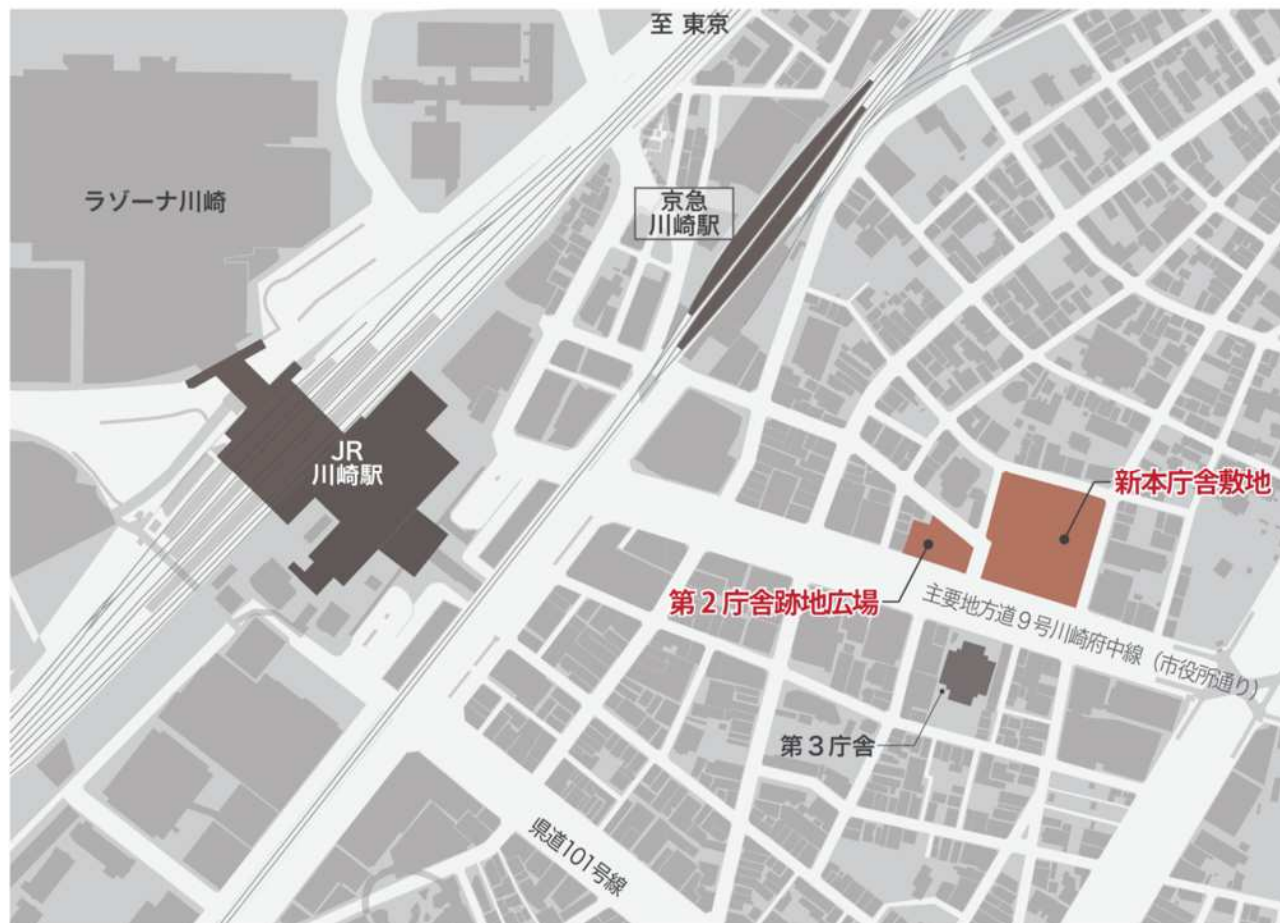 至 東京
ラゾーナ川崎
京急
川崎駅
JR
川崎駅
新本庁舎敷地
第2庁舎跡地広場
主要地方道9号川崎府中線（市役所通り）
第3庁舎
県道101号線